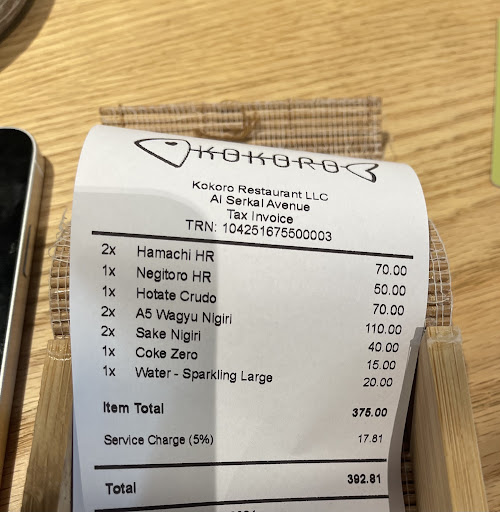 KOKORO
Kokoro Restaurant LLC
Al Serkal Avenue
Tax Invoice
TRN: 104251675500003
2x Hamachi HR 70.00
1x Negitoro HR 50.00
1x Hotate Crudo 70.00
2x A5 Wagyu Nigiri 110.00
2x Sake Nigiri 40.00
1x Coke Zero 15.00
1x Water - Sparkling Large 20.00
Item Total 375.00
Service Charge (5%) 17.81
Total 392.81